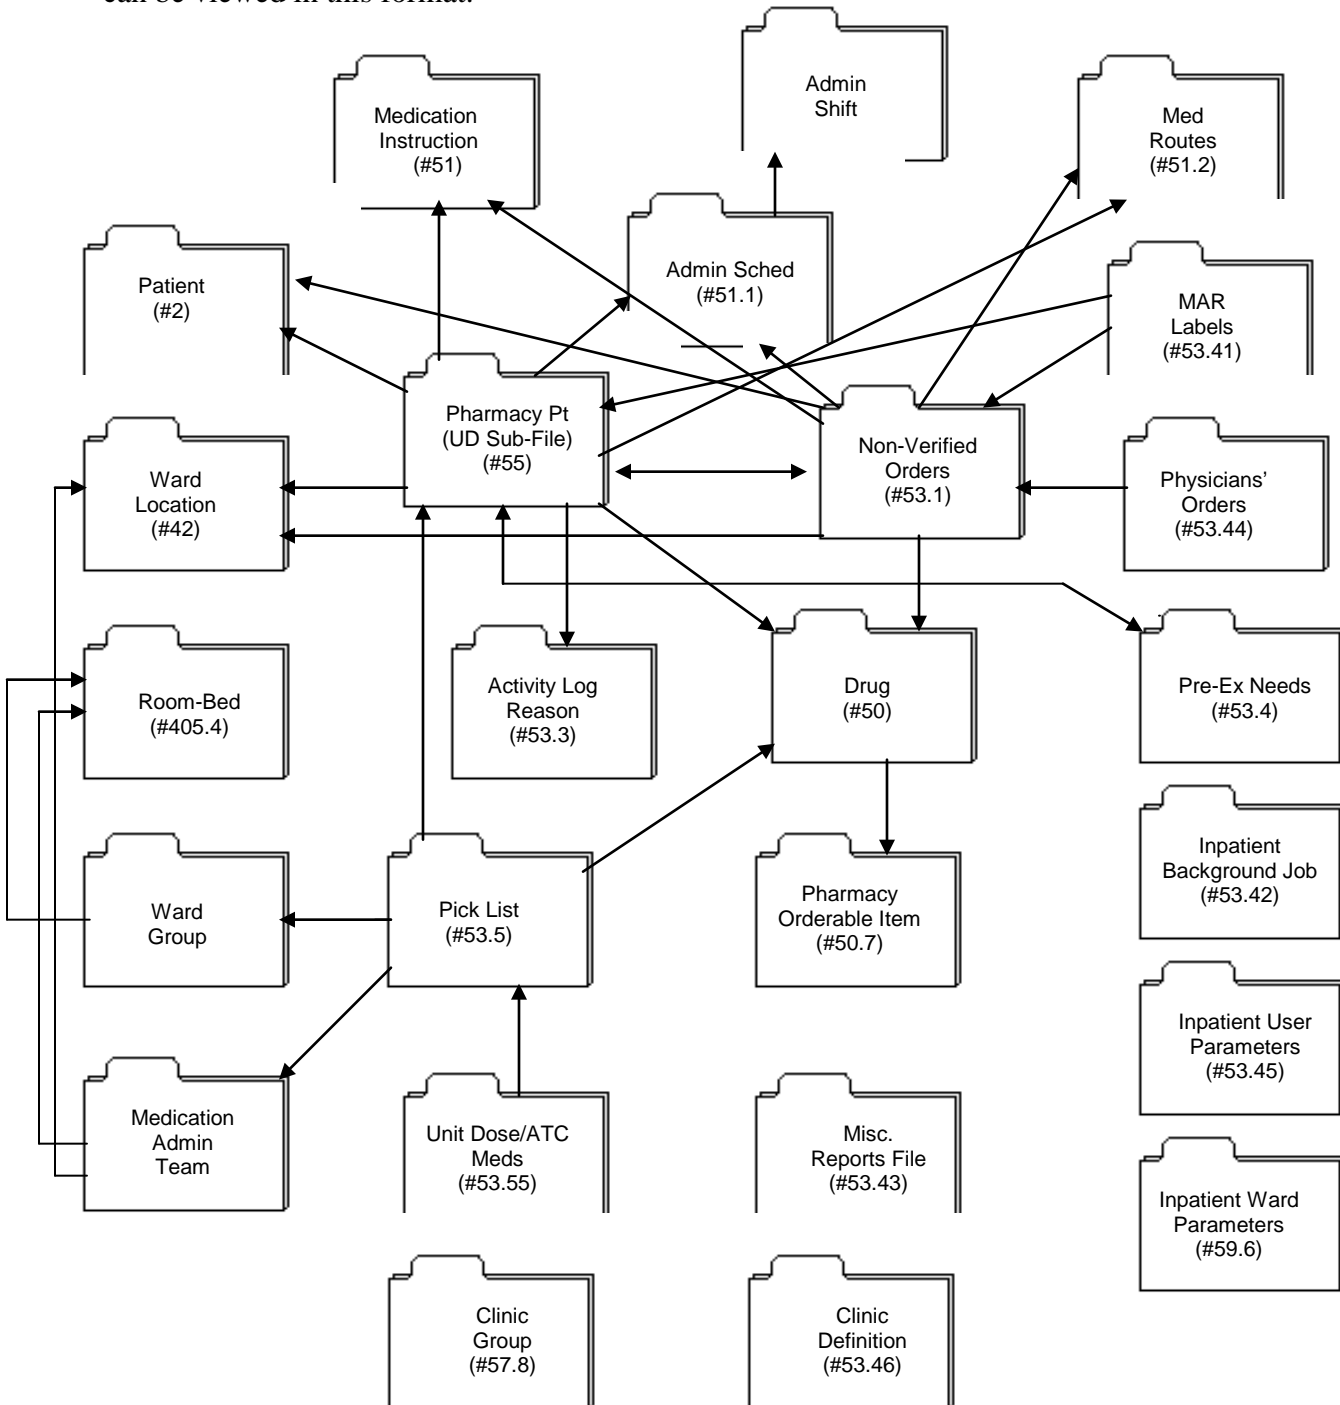 can be viewed in this format.
Admin
Shift
Medication
Instruction
(#51)
Med
Routes
(#51.2)
Patient
(#2)
Admin Sched
(#51.1)
MAR
Labels
(#53.41)
Pharmacy Pt
(UD Sub-File)
(#55)
Non-Verified
Orders
(#53.1)
Ward
Location
(#42)
Physicians'
Orders
(#53.44)
Room-Bed
(#405.4)
Activity Log
Reason
(#53.3)
Drug
(#50)
Pre-Ex Needs
(#53.4)
Ward
Group
Pick List
(#53.5)
Pharmacy
Orderable Item
(#50.7)
Inpatient
Background Job
(#53.42)
Inpatient User
Parameters
(#53.45)
Medication
Admin
Team
Unit Dose/ATC
Meds
(#53.55)
Misc.
Reports File
(#53.43)
Inpatient Ward
Parameters
(#59.6)
Clinic
Group
(#57.8)
Clinic
Definition
(#53.46)